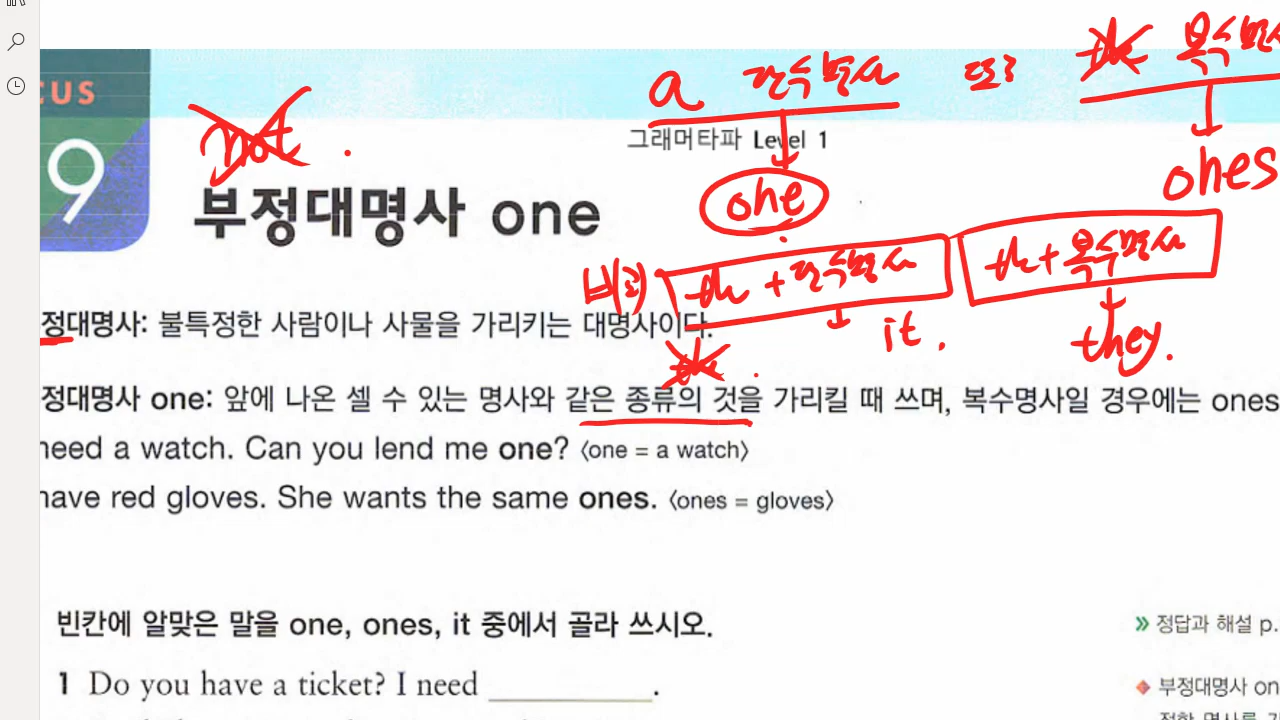 a 단수명사 또는 the 복수명사
CUS
9
not.
그래머타파 Level 1
one
ones
부정대명사 one
비교) the + 단수명사
the + 복수명사
정대명사: 불특정한 사람이나 사물을 가리키는 대명사이다.
it.
they.
the.
정대명사 one: 앞에 나온 셀 수 있는 명사와 같은 종류의 것을 가리킬 때 쓰며, 복수명사일 경우에는 ones
need a watch. Can you lend me one? 〈one = a watch〉
have red gloves. She wants the same ones. 〈ones = gloves〉
빈칸에 알맞은 말을 one, ones, it 중에서 골라 쓰시오.
» 정답과 해설 p.
1 Do you have a ticket? I need ________.
부정대명사 on